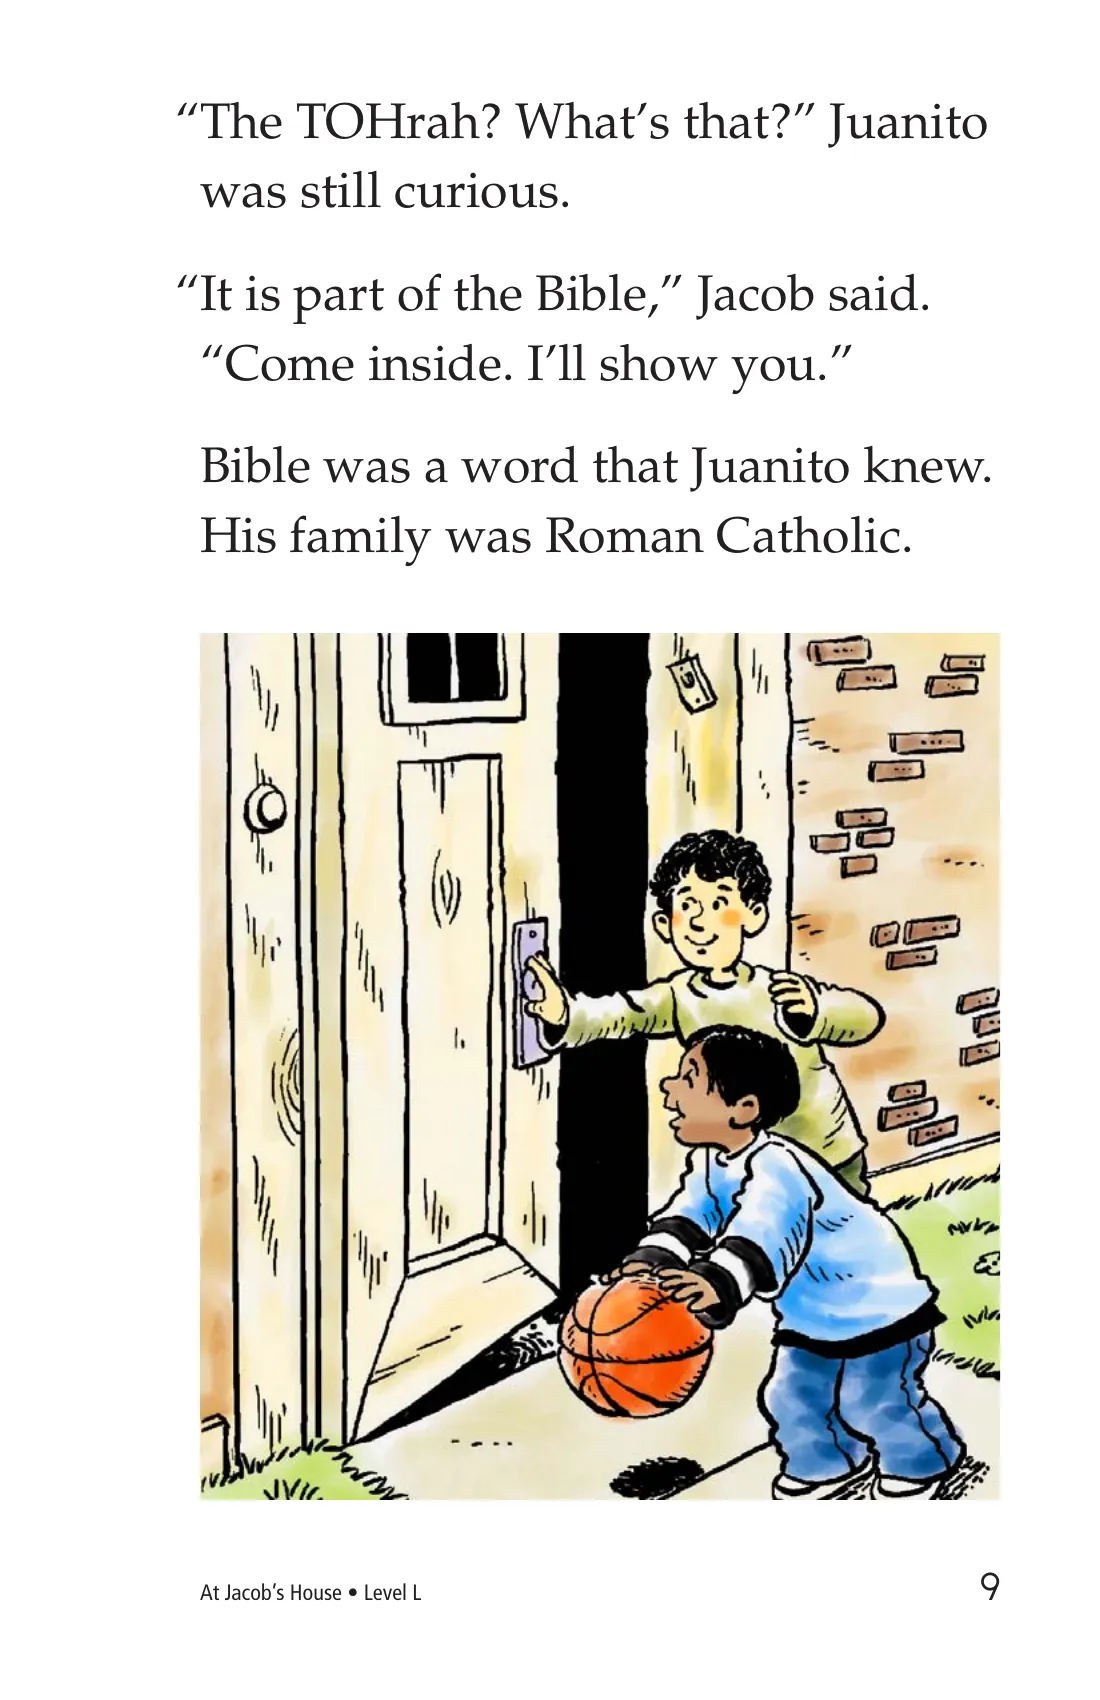 “The TOHrah? What’s that?” Juanito
was still curious.
“It is part of the Bible,” Jacob said.
“Come inside. I’ll show you.”
Bible was a word that Juanito knew.
His family was Roman Catholic.
At Jacob’s House • Level L
9